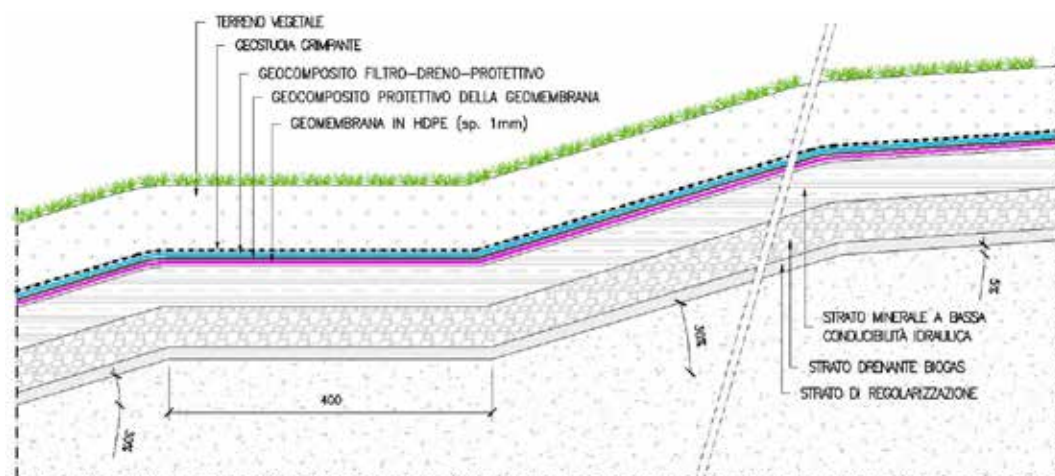 TERRENO VEGETALE
GEOSTUOIA GRIMPANTE
GEOCOMPOSITO FILTRO-DRENO-PROTETTIVO
GEOCOMPOSITO PROTETTIVO DELLA GEOMEMBRANA
GEOMEMBRANA IN HDPE (sp. 1mm)
5%
30%
STRATO MINERALE A BASSA
CONDUCIBILITÀ IDRAULICA
STRATO DRENANTE BIOGAS
STRATO DI REGOLARIZZAZIONE
400
30%